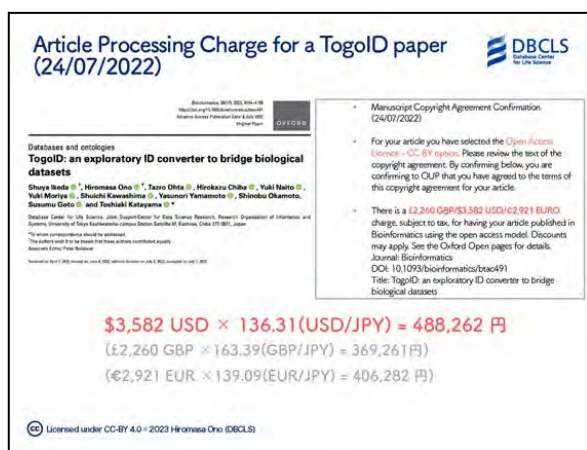 Article Processing Charge for a TogoID paper
(24/07/2022)
DBCLS
Database Center
for Life Science
OXFORD
Databases and ontologies
TogoID: an exploratory ID converter to bridge biological
datasets
Shuya Ikeda, Hiromasa Ono, Tazro Ohta, Hirokazu Chiba, Yuki Naito,
Yuki Moriya, Shuichi Kawashima, Yasunori Yamamoto, Shinobu Okamoto,
Susumu Goto and Toshiaki Katayama *
*To whom correspondence should be addressed.
• Manuscript Copyright Agreement Confirmation
(24/07/2022)
• For your article you have selected the Open Access
Licence - CC BY option. Please review the text of the
copyright agreement. By confirming below, you are
confirming to OUP that you have agreed to the terms of
this copyright agreement for your article.
• There is a £2,260 GBP/$3,582 USD/€2,921 EURO
charge, subject to tax, for having your article published in
Bioinformatics using the open access model. Discounts
may apply. See the Oxford Open pages for details.
Journal: Bioinformatics
DOI: 10.1093/bioinformatics/btac491
Title: TogoID: an exploratory ID converter to bridge
biological datasets
$3,582 USD × 136.31(USD/JPY) = 488,262 円
(£2,260 GBP ×163.39(GBP/JPY) = 369,261円)
(€2,921 EUR ×139.09(EUR/JPY) = 406,282 円)
cc Licensed under CC-BY 4.0 © 2023 Hiromasa Ono (DBCLS)